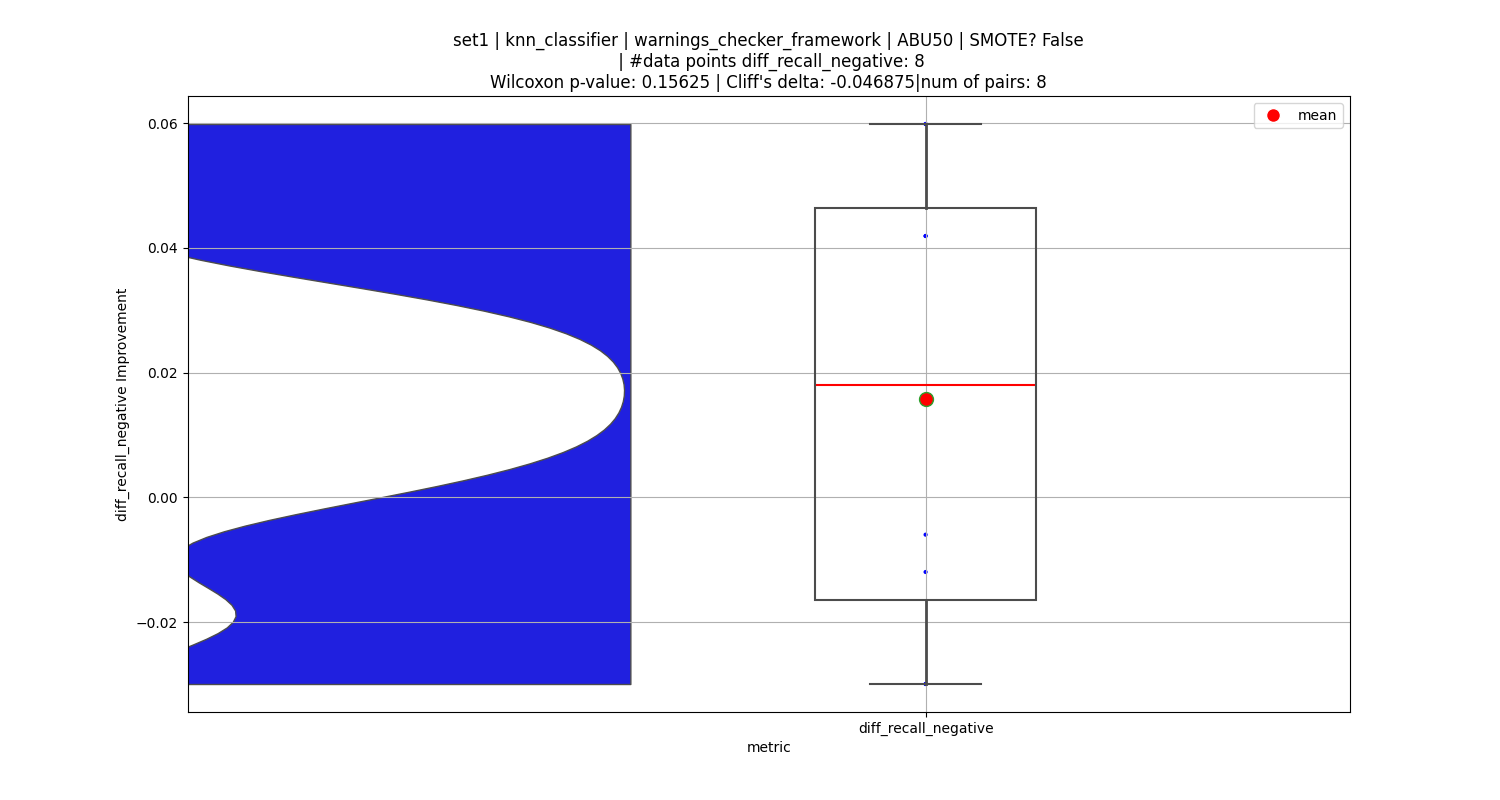 set1 | knn_classifier | warnings_checker_framework | ABU50 | SMOTE? False
| #data points diff_recall_negative: 8
Wilcoxon p-value: 0.15625 | Cliff's delta: -0.046875|num of pairs: 8
mean
0.06
0.04
0.02
0.00
−0.02
diff_recall_negative Improvement
diff_recall_negative
metric